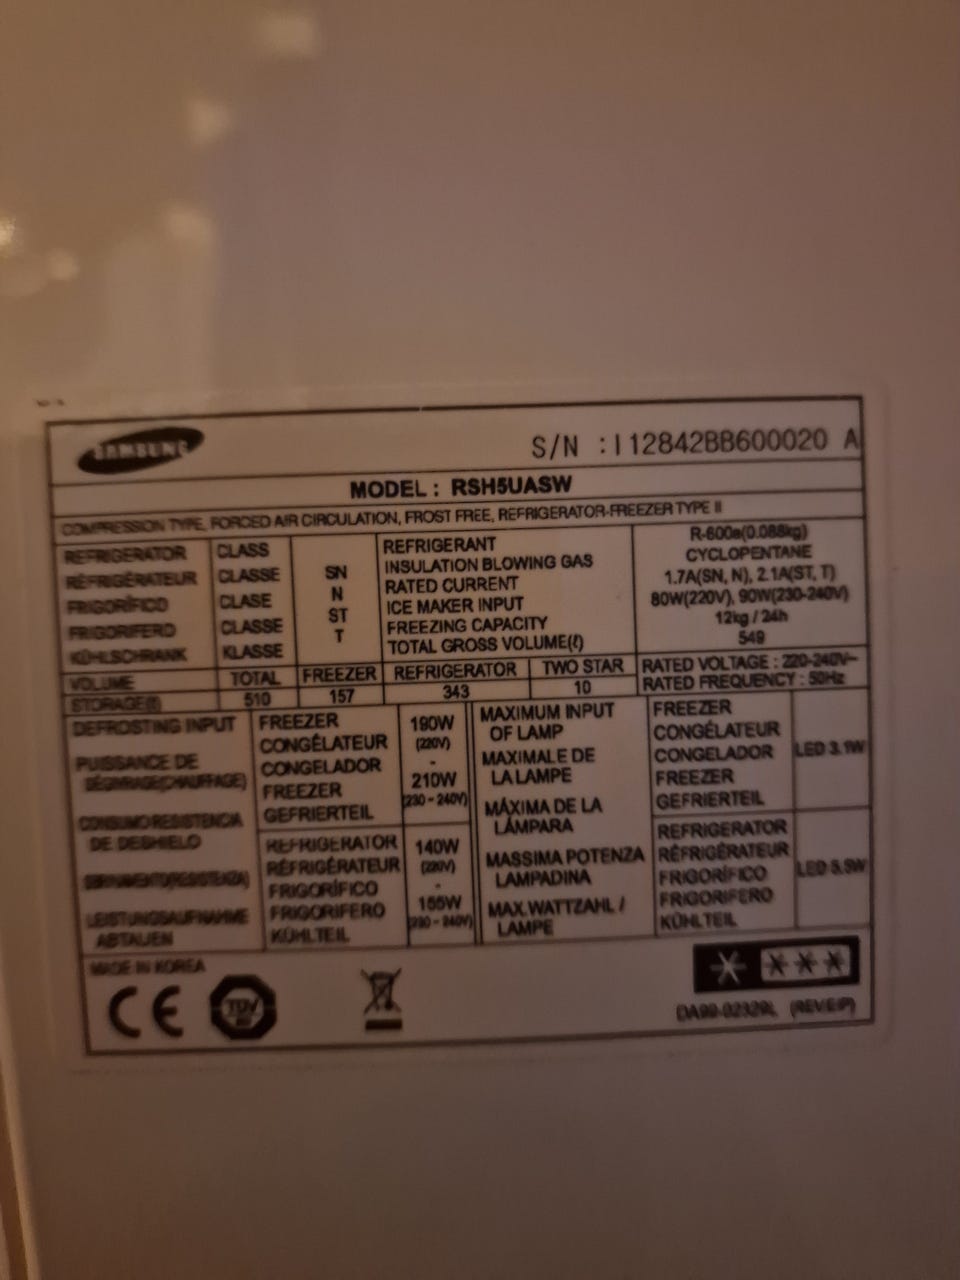 SAMSUNG
S/N :I12842BB600020 A
MODEL : RSH5UASW
COMPRESSION TYPE, FORCED AIR CIRCULATION, FROST FREE, REFRIGERATOR-FREEZER TYPE II
REFRIGERATOR CLASS
RÉFRIGÉRATEUR CLASSE
FRIGORÍFICO CLASE
FRIGORIFERO CLASSE
KÜHLSCHRANK KLASSE
SN
N
ST
T
REFRIGERANT R-600a(0.088kg)
INSULATION BLOWING GAS CYCLOPENTANE
RATED CURRENT 1.7A(SN, N), 2.1A(ST, T)
ICE MAKER INPUT 80W(220V), 90W(230-240V)
FREEZING CAPACITY 12kg / 24h
TOTAL GROSS VOLUME(ℓ) 549
VOLUME TOTAL FREEZER REFRIGERATOR TWO STAR
STORAGE(ℓ) 510 157 343 10
RATED VOLTAGE : 220-240V~
RATED FREQUENCY : 50Hz
DEFROSTING INPUT
PUISSANCE DE
DÉGIVRAGE(CHAUFFAGE)
CONSUMO RESISTENCIA
DE DESHIELO
LEISTUNGSAUFNAHME
ABTAUEN
FREEZER
CONGÉLATEUR
CONGELADOR
FREEZER
GEFRIERTEIL
190W
(220V)
-
210W
(230~240V)
REFRIGERATOR
RÉFRIGÉRATEUR
FRIGORÍFICO
FRIGORIFERO
KÜHLTEIL
140W
(220V)
-
155W
(230~240V)
MAXIMUM INPUT
OF LAMP
MAXIMALE DE
LA LAMPE
MÁXIMA DE LA
LÁMPARA
MASSIMA POTENZA
LAMPADINA
MAX.WATTZAHL /
LAMPE
FREEZER
CONGÉLATEUR
CONGELADOR
FREEZER
GEFRIERTEIL
LED 3.1W
REFRIGERATOR
RÉFRIGÉRATEUR
FRIGORÍFICO
FRIGORIFERO
KÜHLTEIL
LED
MADE IN KOREA
CE
TÜV
DA99-02329L (REV.E/P)